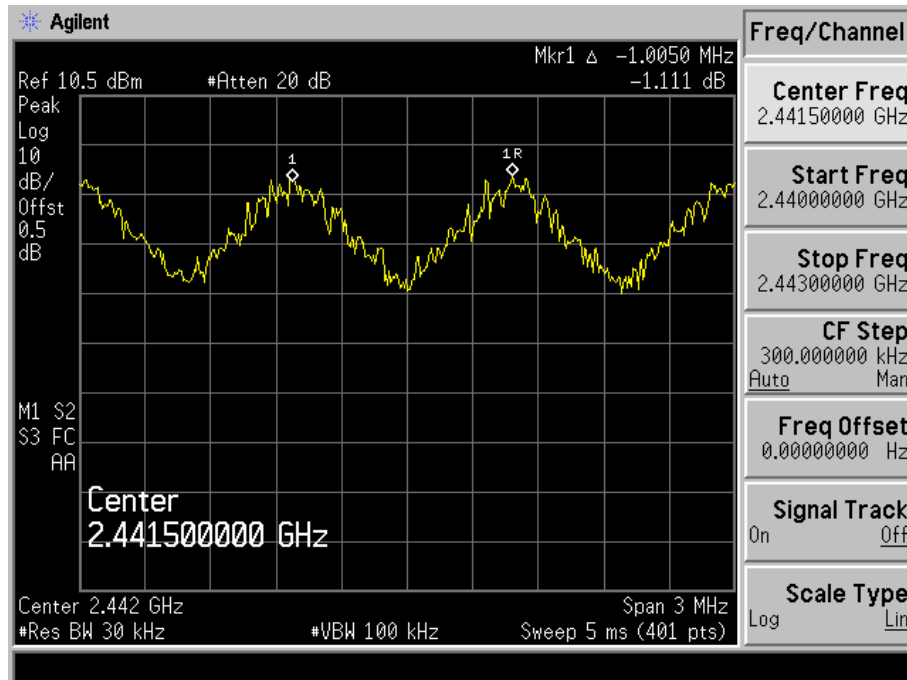 Agilent
Mkr1 Δ -1.0050 MHz
Ref 10.5 dBm #Atten 20 dB -1.111 dB
Peak
Log
10
dB/
Offst
0.5
dB
1
1R
M1 S2
S3 FC
AA
Center
2.441500000 GHz
Center 2.442 GHz Span 3 MHz
#Res BW 30 kHz #VBW 100 kHz Sweep 5 ms (401 pts)
Freq/Channel
Center Freq
2.44150000 GHz
Start Freq
2.44000000 GHz
Stop Freq
2.44300000 GHz
CF Step
300.000000 kHz
Auto Man
Freq Offset
0.00000000 Hz
Signal Track
On Off
Scale Type
Log Lin